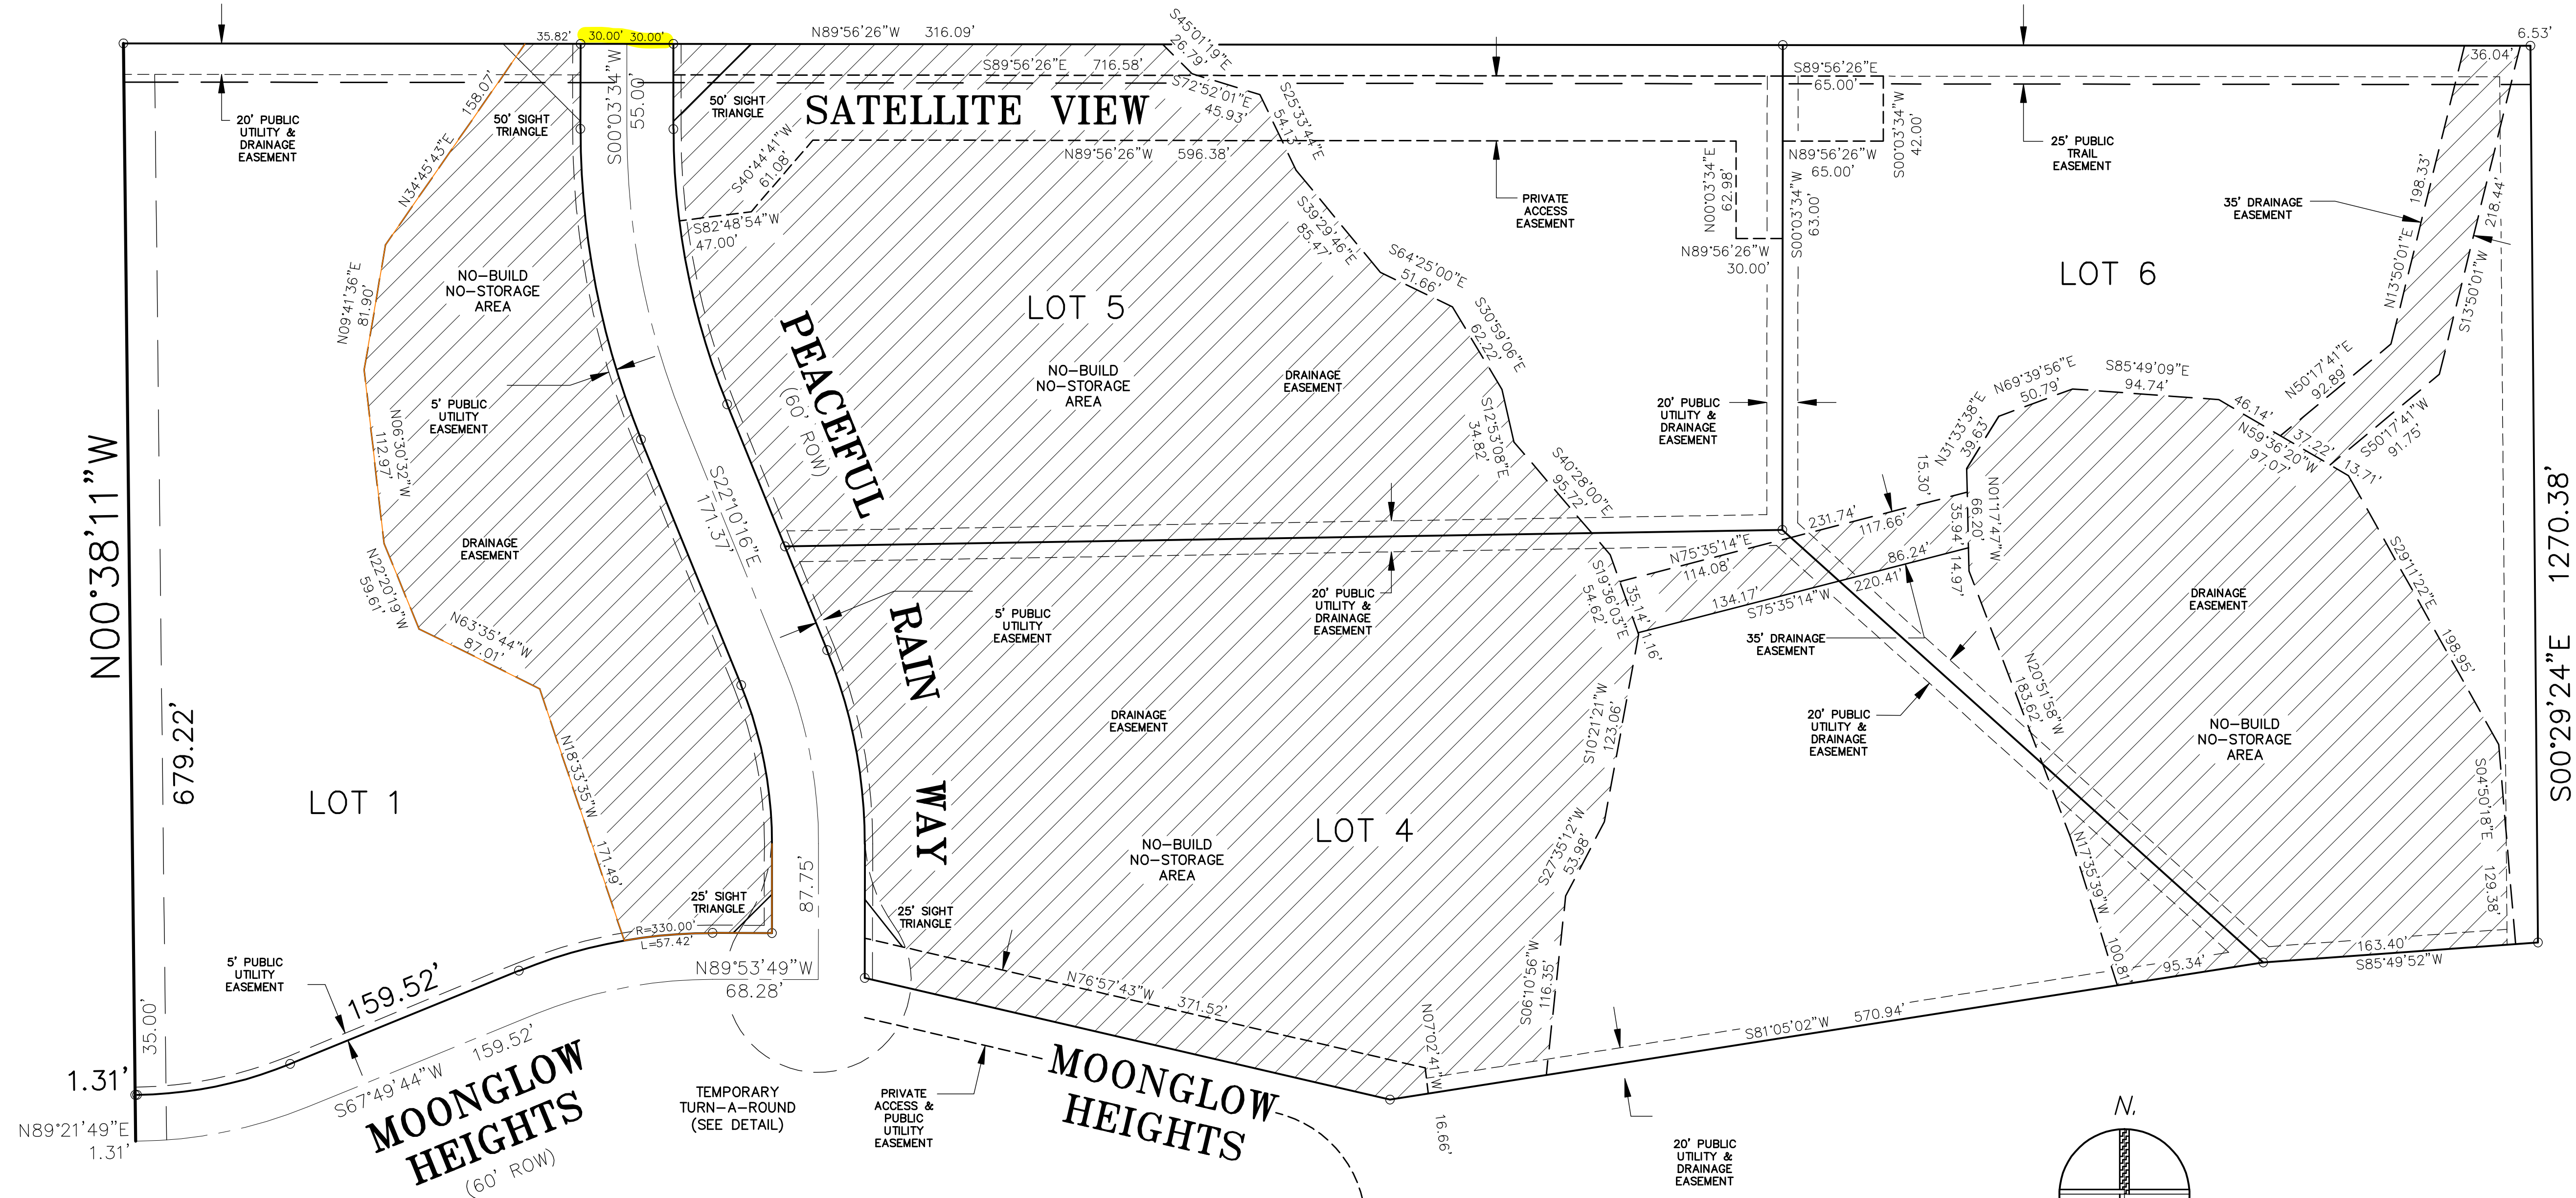 35.82'
30.00'
30.00'
N89°56'26"W 316.09'
S45°01'19"E
26.79'
6.53'
36.04'
S89°56'26"E 716.58'
S72°52'01"E
45.93'
S89°56'26"E
65.00'
20' PUBLIC
UTILITY &
DRAINAGE
EASEMENT
158.07'
N34°45'43"E
50' SIGHT
TRIANGLE
S00°03'34"W
55.00'
50' SIGHT
TRIANGLE
SATELLITE VIEW
S25°33'44"E
54.13'
S40°44'41"W
61.08'
N89°56'26"W 596.38'
N00°03'34"E
62.98'
N89°56'26"W
65.00'
S00°03'34"W
42.00'
25' PUBLIC
TRAIL
EASEMENT
S82°48'54"W
47.00'
PRIVATE
ACCESS
EASEMENT
S39°29'46"E
85.47'
S00°03'34"W
63.00'
N89°56'26"W
30.00'
35' DRAINAGE
EASEMENT
198.33'
N13°50'01"E
218.44'
S13°50'01"W
LOT 6
NO-BUILD
NO-STORAGE
AREA
N09°41'36"E
81.90'
LOT 5
S64°25'00"E
51.66'
S30°59'06"E
62.22'
NO-BUILD
NO-STORAGE
AREA
DRAINAGE
EASEMENT
PEACEFUL
(60' ROW)
5' PUBLIC
UTILITY
EASEMENT
N06°30'32"W
112.97'
S12°53'08"E
34.82'
20' PUBLIC
UTILITY &
DRAINAGE
EASEMENT
N31°33'38"E
39.63'
N69°39'56"E
50.79'
S85°49'09"E
94.74'
N50°17'41"E
92.89'
S50°17'41"W
91.75'
46.14'
N59°36'20"W
97.07'
37.22'
13.71'
N00°38'11"W
679.22'
S22°10'16"E
171.37'
S40°28'00"E
95.72'
15.30'
231.74'
117.66'
N01°17'47"W
66.20'
35.94'
14.97'
DRAINAGE
EASEMENT
N22°20'19"W
59.61'
N63°35'44"W
87.01'
N75°35'14"E
114.08'
86.24'
220.41'
134.17'
S75°35'14"W
S19°36'03"E
54.62'
35.14'
1.16'
20' PUBLIC
UTILITY &
DRAINAGE
EASEMENT
S29°11'22"E
198.95'
DRAINAGE
EASEMENT
S00°29'24"E 1270.38'
RAIN
5' PUBLIC
UTILITY
EASEMENT
35' DRAINAGE
EASEMENT
DRAINAGE
EASEMENT
S10°21'21"W
123.06'
N20°51'58"W
183.62'
20' PUBLIC
UTILITY &
DRAINAGE
EASEMENT
NO-BUILD
NO-STORAGE
AREA
N18°33'35"W
171.49'
LOT 1
WAY
LOT 4
NO-BUILD
NO-STORAGE
AREA
S04°50'18"E
129.38'
S27°35'12"W
53.98'
N17°35'39"W
100.81'
87.75'
25' SIGHT
TRIANGLE
25' SIGHT
TRIANGLE
R=330.00'
L=57.42'
163.40'
S85°49'52"W
95.34'
5' PUBLIC
UTILITY
EASEMENT
159.52'
N89°53'49"W
68.28'
N76°57'43"W 371.52'
S06°10'56"W
116.35'
S81°05'02"W 570.94'
N07°02'41"W
16.66'
35.00'
1.31'
N89°21'49"E
1.31'
S67°49'44"W 159.52'
MOONGLOW
HEIGHTS
(60' ROW)
TEMPORARY
TURN-A-ROUND
(SEE DETAIL)
PRIVATE
ACCESS &
PUBLIC
UTILITY
EASEMENT
MOONGLOW
HEIGHTS
20' PUBLIC
UTILITY &
DRAINAGE
EASEMENT
N.